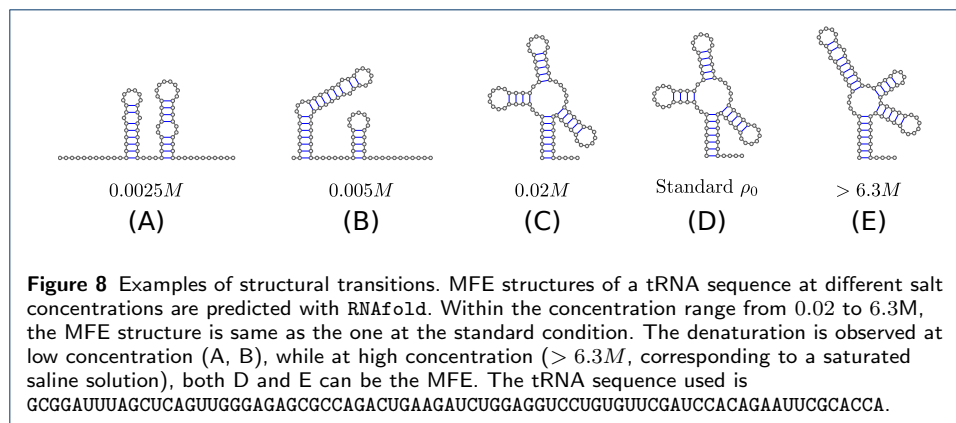 0.0025M 0.005M 0.02M Standard ρ₀ > 6.3M
(A) (B) (C) (D) (E)
Figure 8 Examples of structural transitions. MFE structures of a tRNA sequence at different salt
concentrations are predicted with RNAfold. Within the concentration range from 0.02 to 6.3M,
the MFE structure is same as the one at the standard condition. The denaturation is observed at
low concentration (A, B), while at high concentration (> 6.3M, corresponding to a saturated
saline solution), both D and E can be the MFE. The tRNA sequence used is
GCGGAUUUAGCUCAGUUGGGAGAGCGCCAGACUGAAGAUCUGGAGGUCCUGUGUUCGAUCCACAGAAUUCGCACCA.